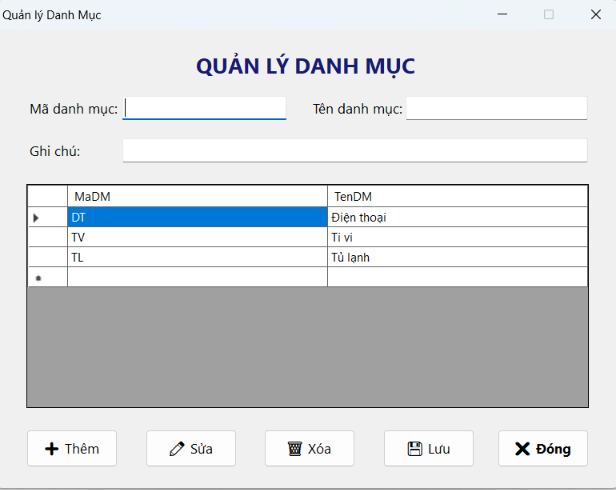 Quản lý Danh Mục
QUẢN LÝ DANH MỤC
Mã danh mục: Tên danh mục:
Ghi chú:
MaDM TenDM
DT Điện thoại
TV Ti vi
TL Tủ lạnh
Thêm Sửa Xóa Lưu Đóng